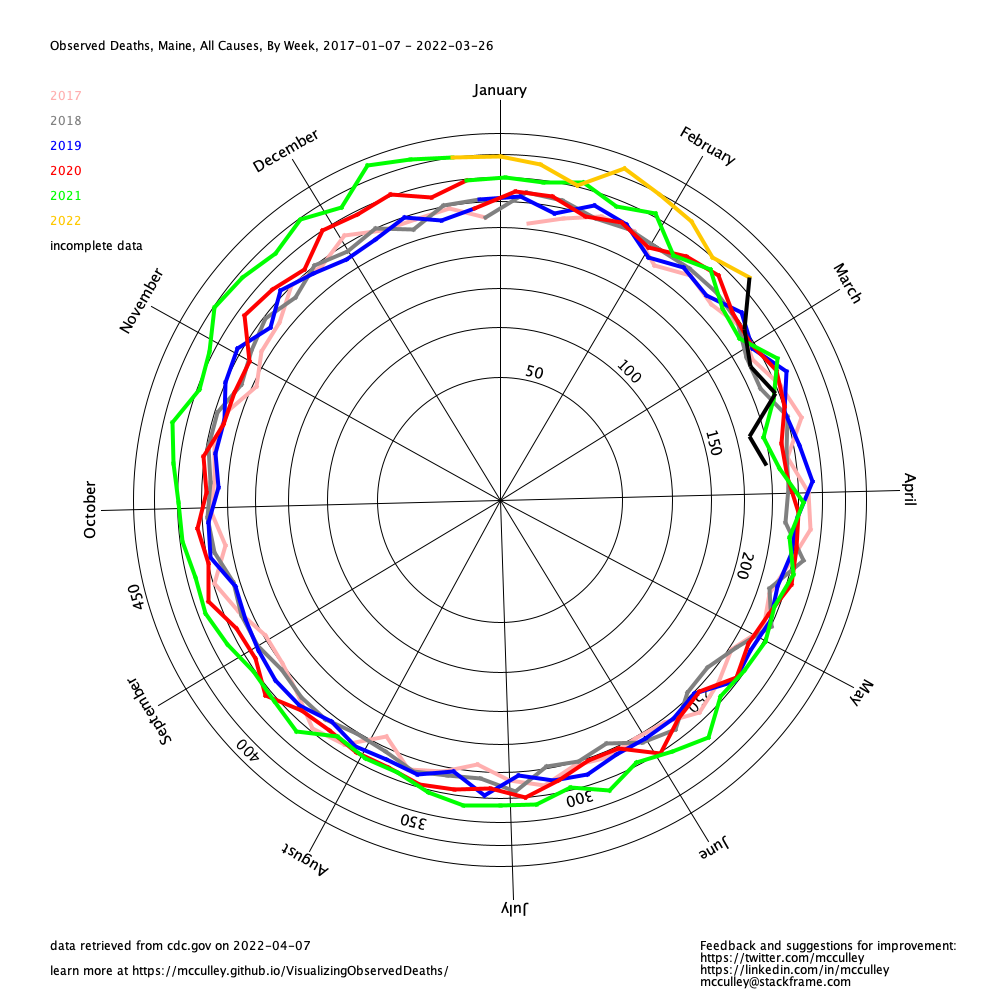 Observed Deaths, Maine, All Causes, By Week, 2017-01-07 - 2022-03-26
2017
2018
2019
2020
2021
2022
incomplete data
January
February
March
April
May
June
July
August
September
October
November
December
50
100
150
200
250
300
350
400
450
data retrieved from cdc.gov on 2022-04-07
learn more at https://mcculley.github.io/VisualizingObservedDeaths/
Feedback and suggestions for improvement:
https://twitter.com/mcculley
https://linkedin.com/in/mcculley
mcculley@stackframe.com